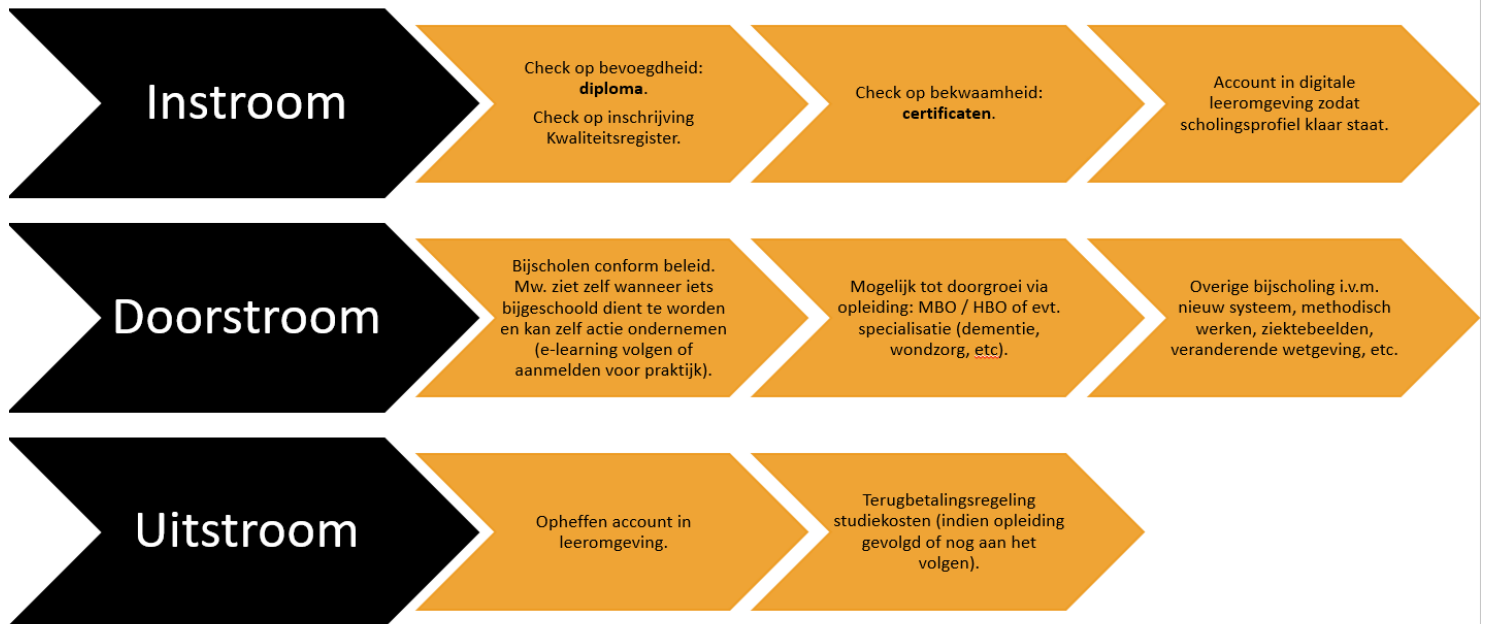 Instroom
Check op bevoegdheid:
diploma.
Check op inschrijving
Kwaliteitsregister.
Check op bekwaamheid:
certificaten.
Account in digitale
leeromgeving zodat
scholingsprofiel klaar staat.
Doorstroom
Bijscholen conform beleid.
Mw. ziet zelf wanneer iets
bijgeschoold dient te worden
en kan zelf actie ondernemen
(e-learning volgen of
aanmelden voor praktijk).
Mogelijk tot doorgroei via
opleiding: MBO / HBO of evt.
specialisatie (dementie,
wondzorg, etc).
Overige bijscholing i.v.m.
nieuw systeem, methodisch
werken, ziektebeelden,
veranderende wetgeving, etc.
Uitstroom
Opheffen account in
leeromgeving.
Terugbetalingsregeling
studiekosten (indien opleiding
gevolgd of nog aan het
volgen).